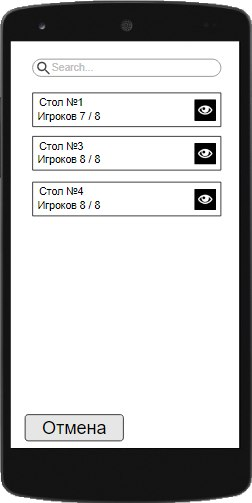 Search...
Стол №1
Игроков 7 / 8
Стол №3
Игроков 8 / 8
Стол №4
Игроков 8 / 8
Отмена